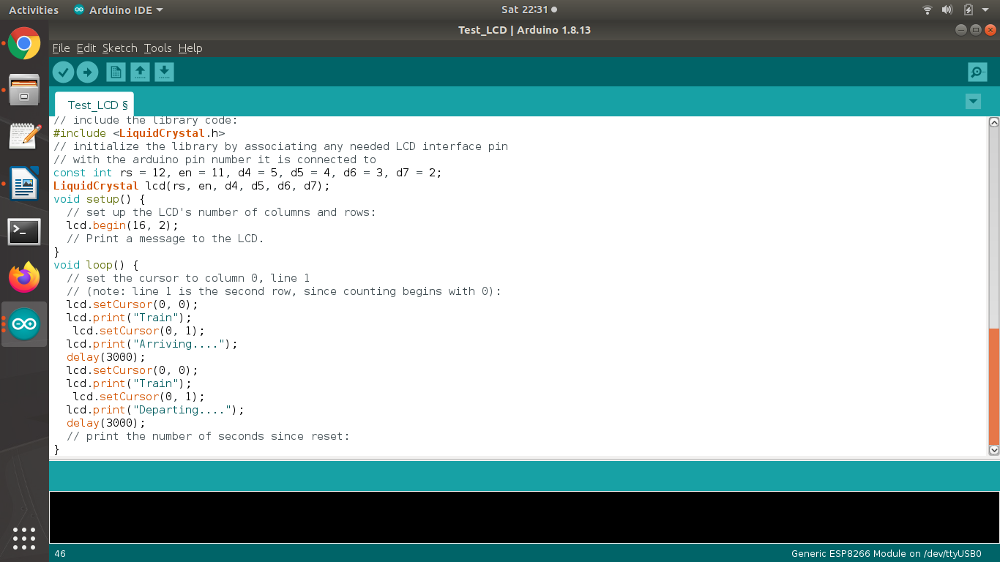 Activities Arduino IDE Sat 22:31
Test_LCD | Arduino 1.8.13
File Edit Sketch Tools Help
Test_LCD §
// include the library code:
#include <LiquidCrystal.h>
// initialize the library by associating any needed LCD interface pin
// with the arduino pin number it is connected to
const int rs = 12, en = 11, d4 = 5, d5 = 4, d6 = 3, d7 = 2;
LiquidCrystal lcd(rs, en, d4, d5, d6, d7);
void setup() {
  // set up the LCD's number of columns and rows:
  lcd.begin(16, 2);
  // Print a message to the LCD.
}
void loop() {
  // set the cursor to column 0, line 1
  // (note: line 1 is the second row, since counting begins with 0):
  lcd.setCursor(0, 0);
  lcd.print("Train");
   lcd.setCursor(0, 1);
  lcd.print("Arriving....");
  delay(3000);
  lcd.setCursor(0, 0);
  lcd.print("Train");
   lcd.setCursor(0, 1);
  lcd.print("Departing....");
  delay(3000);
  // print the number of seconds since reset:
}
46 Generic ESP8266 Module on /dev/ttyUSB0